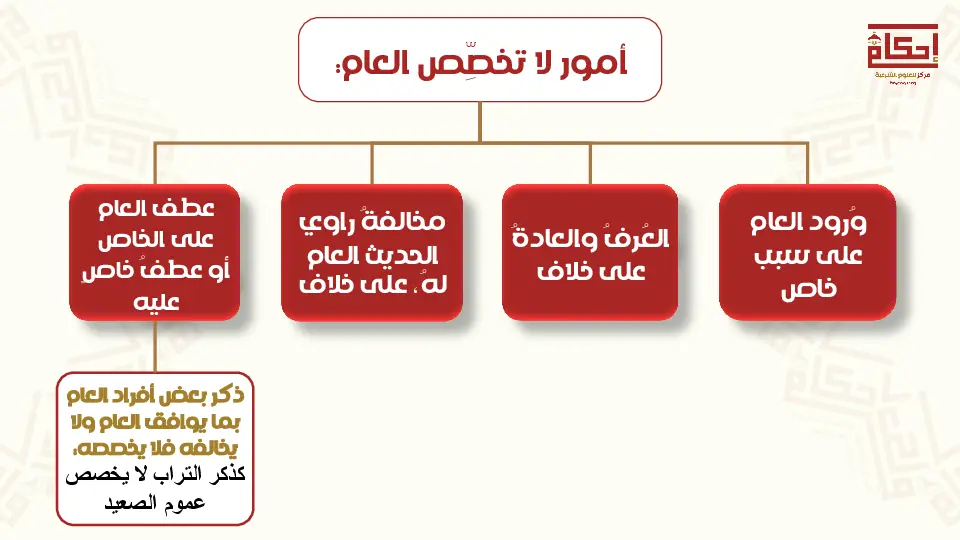 أمور لا تخصِّص العام:
إحكام
مركز للعلوم الشرعية
وُرود العام
على سبب
خاص
العُرفُ والعادةُ
على خلاف
مخالفةُ راوي
الحديث العام
لهُ، على خلاف
عطف العام
على الخاص
أو عطفُ خاصٍ
عليه
ذكر بعض أفراد العام
بما يوافق العام ولا
يخالفه فلا يخصصه:
كذكر التراب لا يخصص
عموم الصعيد